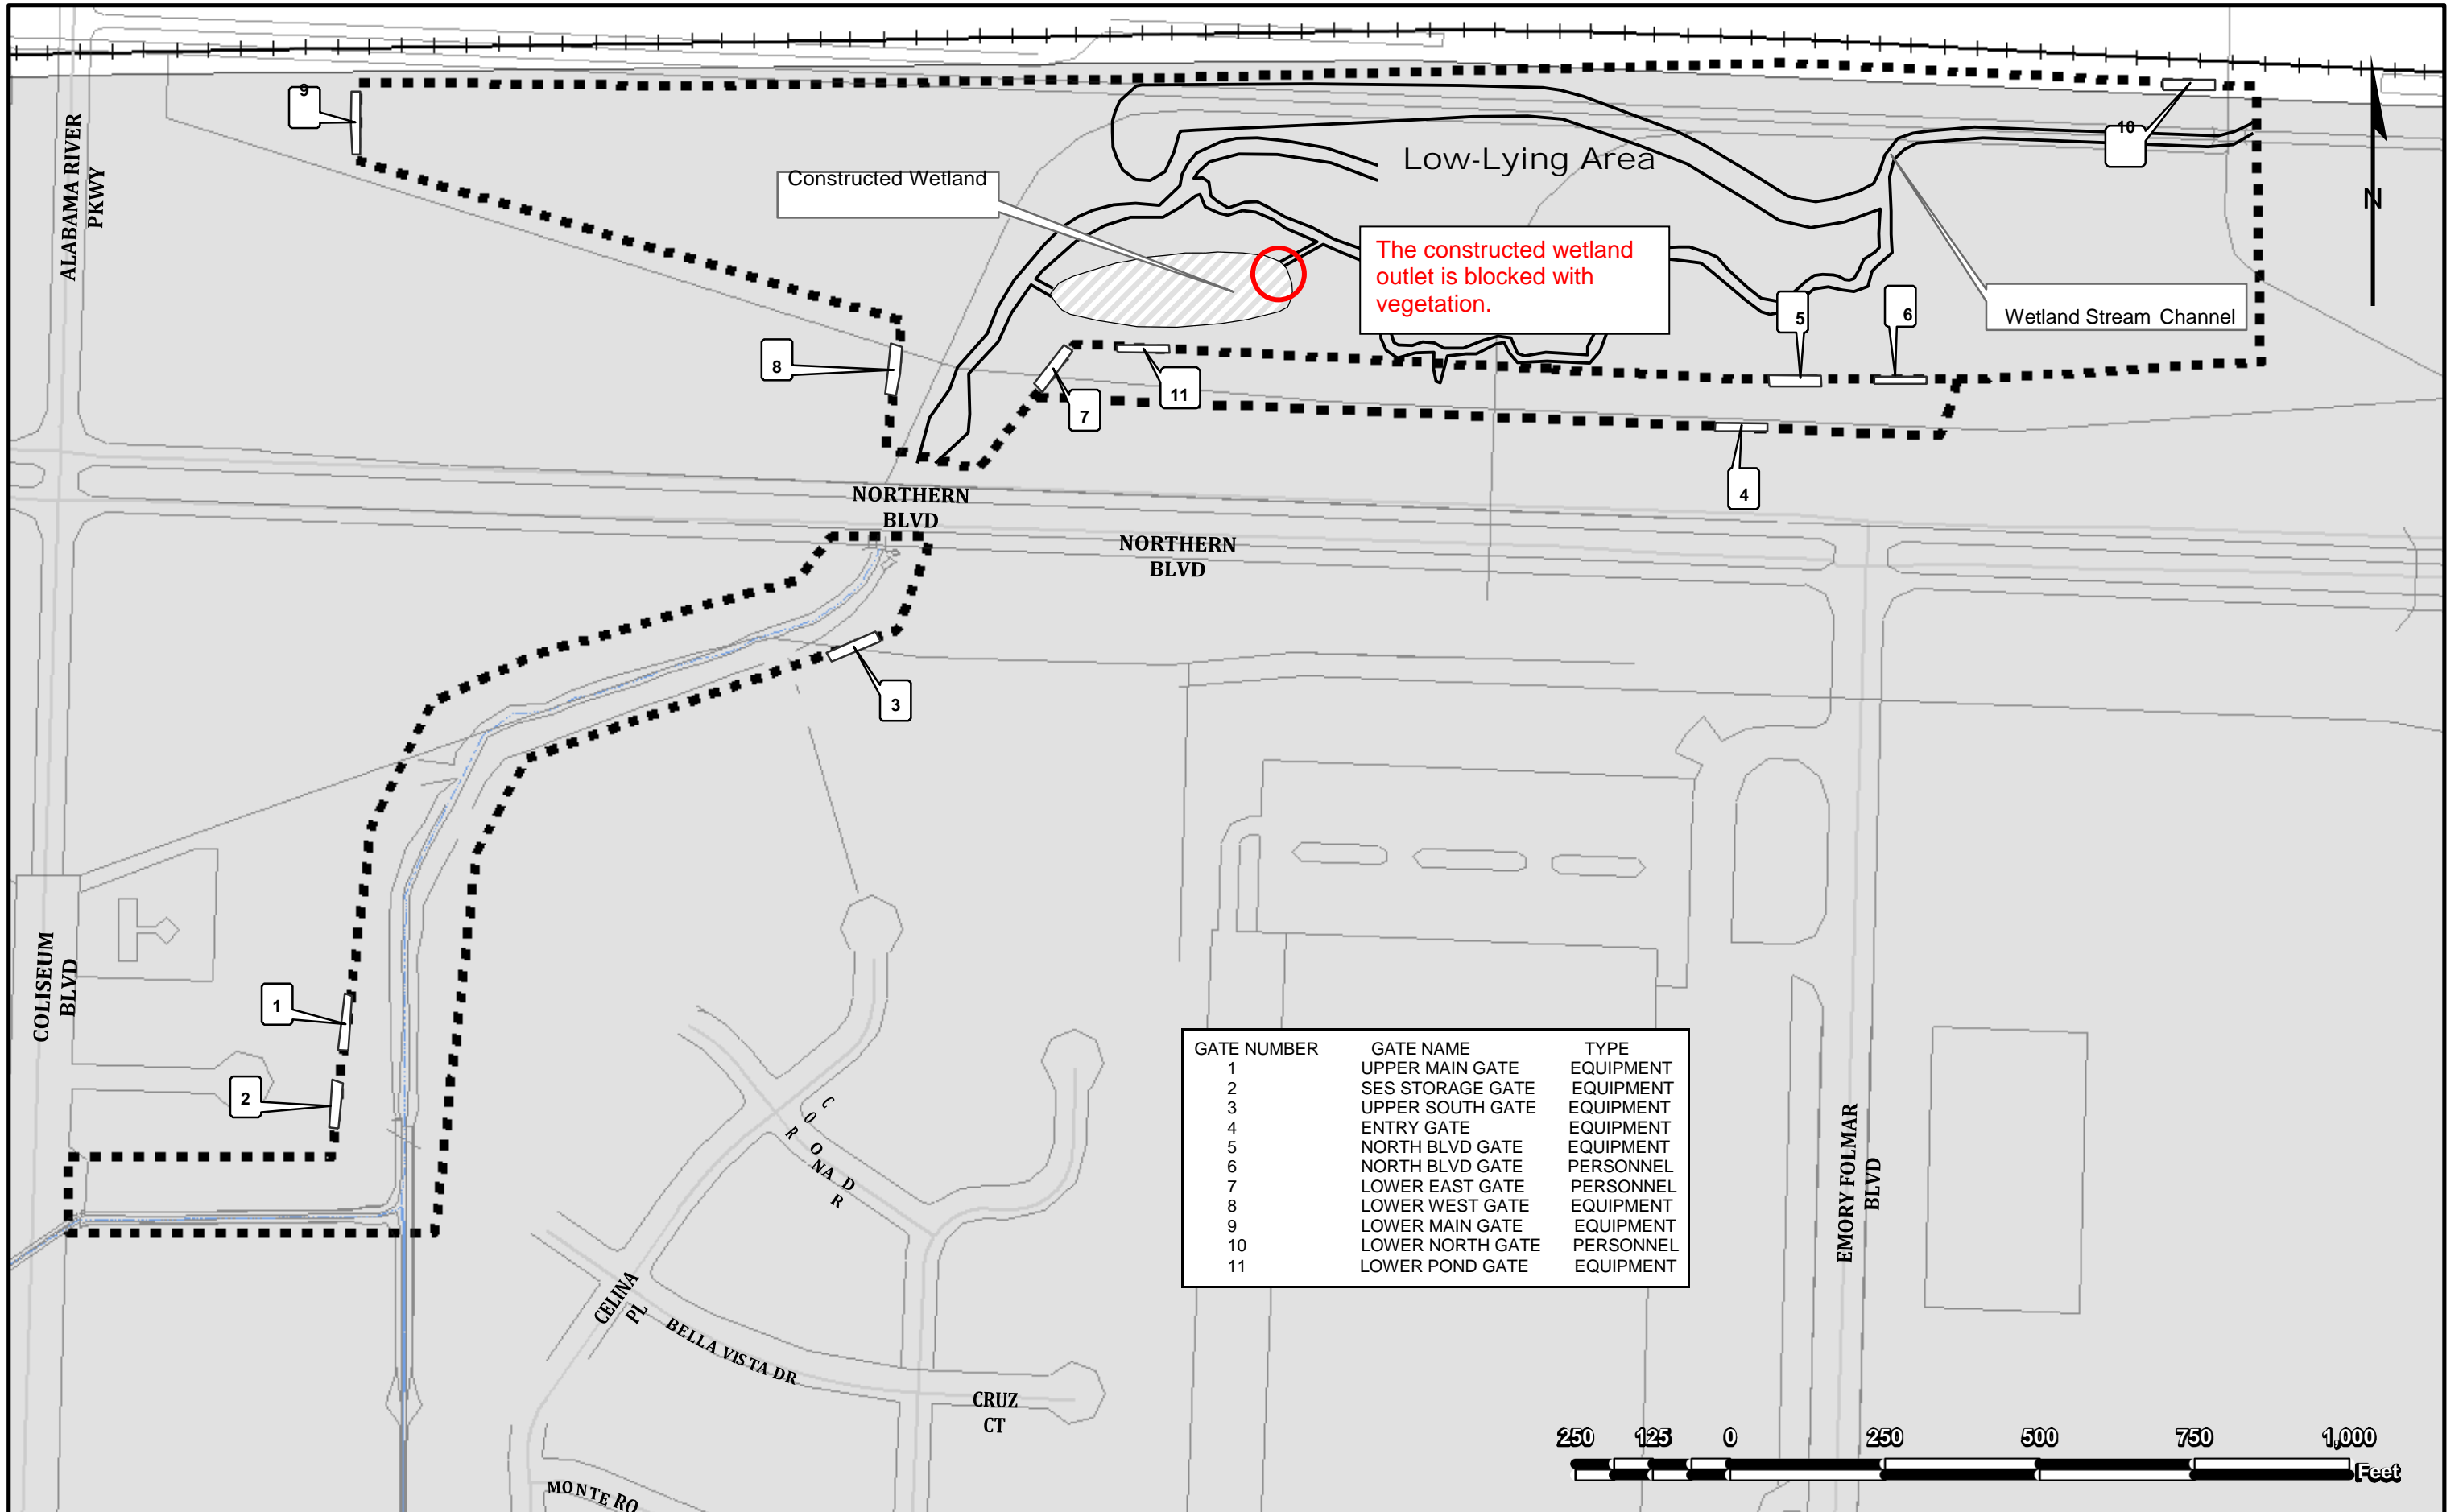 9
10
ALABAMA RIVER
PKWY
Low-Lying Area
Constructed Wetland
N
The constructed wetland
outlet is blocked with
vegetation.
5
6
Wetland Stream Channel
8
11
7
4
NORTHERN
BLVD
NORTHERN
BLVD
3
COLISEUM
BLVD
1
2
GATE NUMBER GATE NAME TYPE
1 UPPER MAIN GATE EQUIPMENT
2 SES STORAGE GATE EQUIPMENT
3 UPPER SOUTH GATE EQUIPMENT
4 ENTRY GATE EQUIPMENT
5 NORTH BLVD GATE EQUIPMENT
6 NORTH BLVD GATE PERSONNEL
7 LOWER EAST GATE PERSONNEL
8 LOWER WEST GATE EQUIPMENT
9 LOWER MAIN GATE EQUIPMENT
10 LOWER NORTH GATE PERSONNEL
11 LOWER POND GATE EQUIPMENT
CORONA DR
EMORY FOLMAR
BLVD
CELINA
PL
BELLA VISTA DR
CRUZ
CT
MONTE RO
250 125 0 250 500 750 1,000
Feet